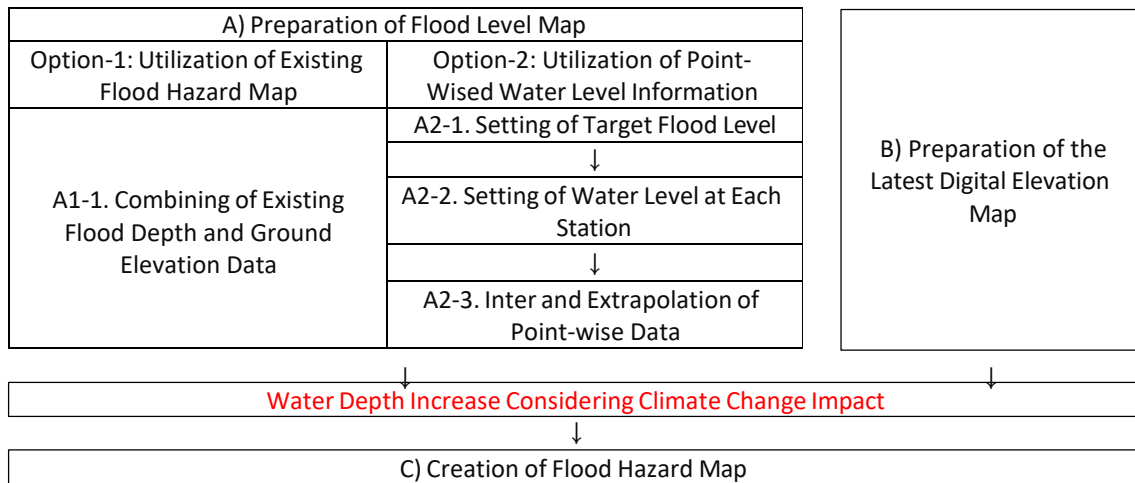 A) Preparation of Flood Level Map
Option-1: Utilization of Existing
Flood Hazard Map
Option-2: Utilization of Point-
Wised Water Level Information
A1-1. Combining of Existing
Flood Depth and Ground
Elevation Data
A2-1. Setting of Target Flood Level
↓
A2-2. Setting of Water Level at Each
Station
↓
A2-3. Inter and Extrapolation of
Point-wise Data
B) Preparation of the
Latest Digital Elevation
Map
↓
↓
Water Depth Increase Considering Climate Change Impact
↓
C) Creation of Flood Hazard Map